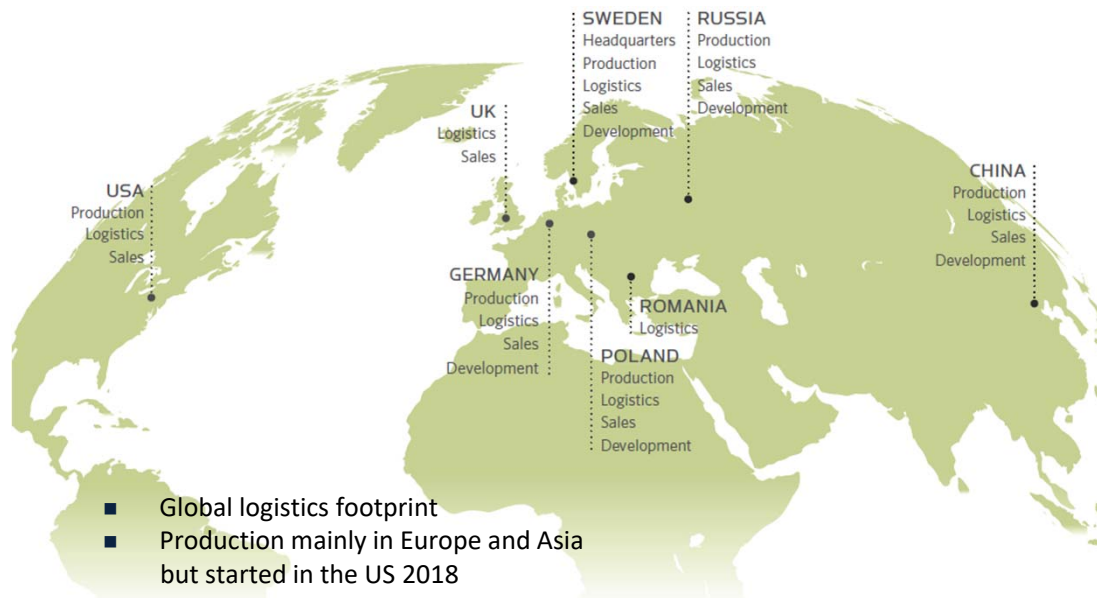 SWEDEN
Headquarters
Production
Logistics
Sales
Development
RUSSIA
Production
Logistics
Sales
Development
UK
Logistics
Sales
USA
Production
Logistics
Sales
CHINA
Production
Logistics
Sales
Development
GERMANY
Production
Logistics
Sales
Development
ROMANIA
Logistics
POLAND
Production
Logistics
Sales
Development
■ Global logistics footprint
■ Production mainly in Europe and Asia
but started in the US 2018